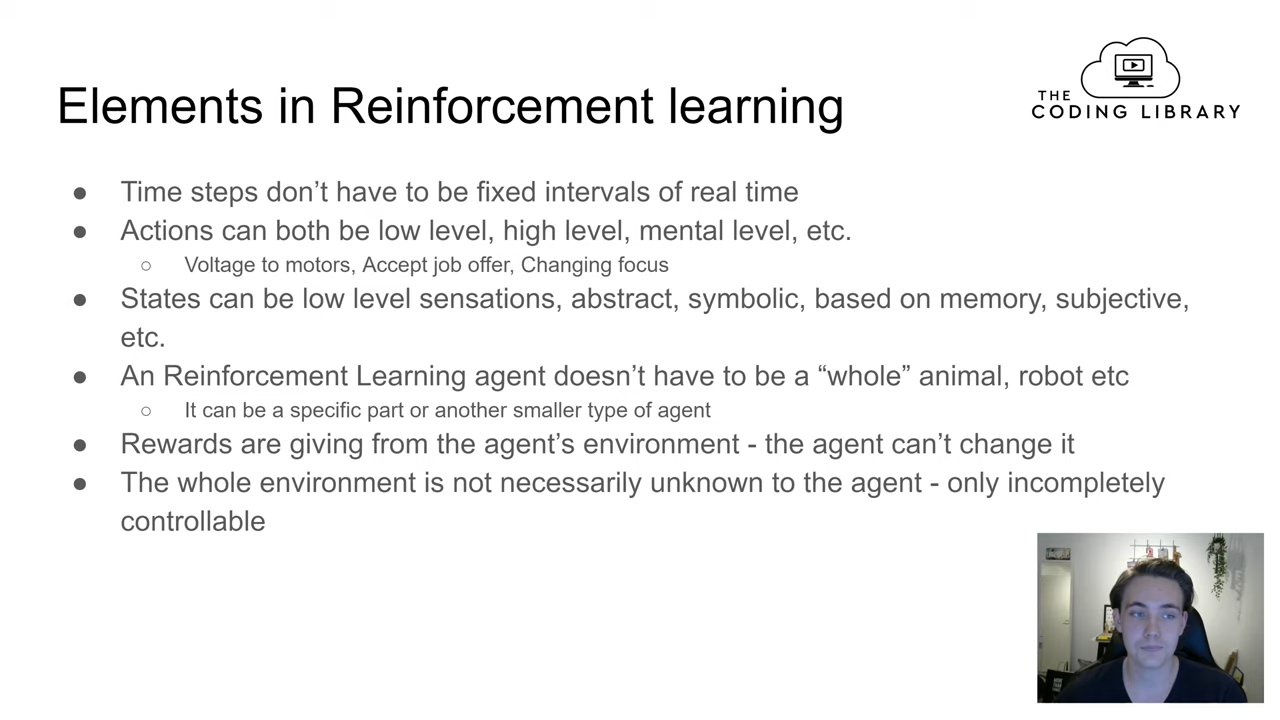 THE
CODING LIBRARY
Elements in Reinforcement learning
● Time steps don’t have to be fixed intervals of real time
● Actions can both be low level, high level, mental level, etc.
○ Voltage to motors, Accept job offer, Changing focus
● States can be low level sensations, abstract, symbolic, based on memory, subjective,
etc.
● An Reinforcement Learning agent doesn’t have to be a “whole” animal, robot etc
○ It can be a specific part or another smaller type of agent
● Rewards are giving from the agent’s environment - the agent can’t change it
● The whole environment is not necessarily unknown to the agent - only incompletely
controllable